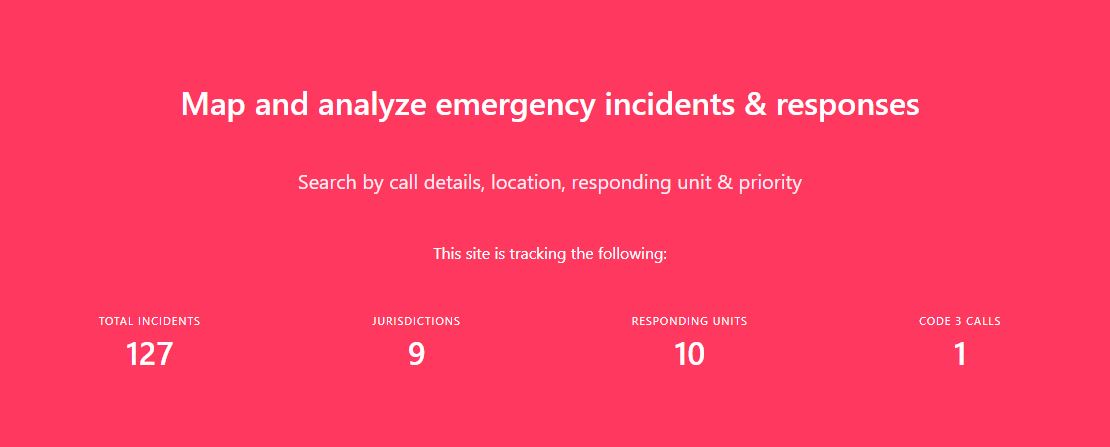 Map and analyze emergency incidents & responses
Search by call details, location, responding unit & priority
This site is tracking the following:
TOTAL INCIDENTS JURISDICTIONS RESPONDING UNITS CODE 3 CALLS
127 9 10 1